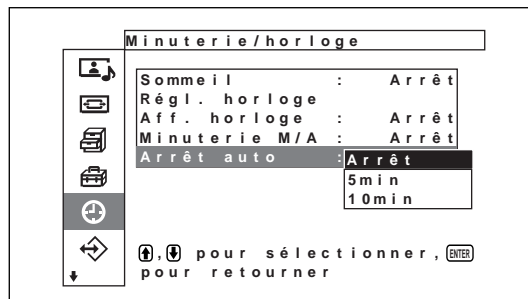 Minuterie/horloge
Sommeil : Arrêt
Régl. horloge
Aff. horloge : Arrêt
Minuterie M/A : Arrêt
Arrêt auto : Arrêt
5min
10min
, pour sélectionner, ENTER
pour retourner